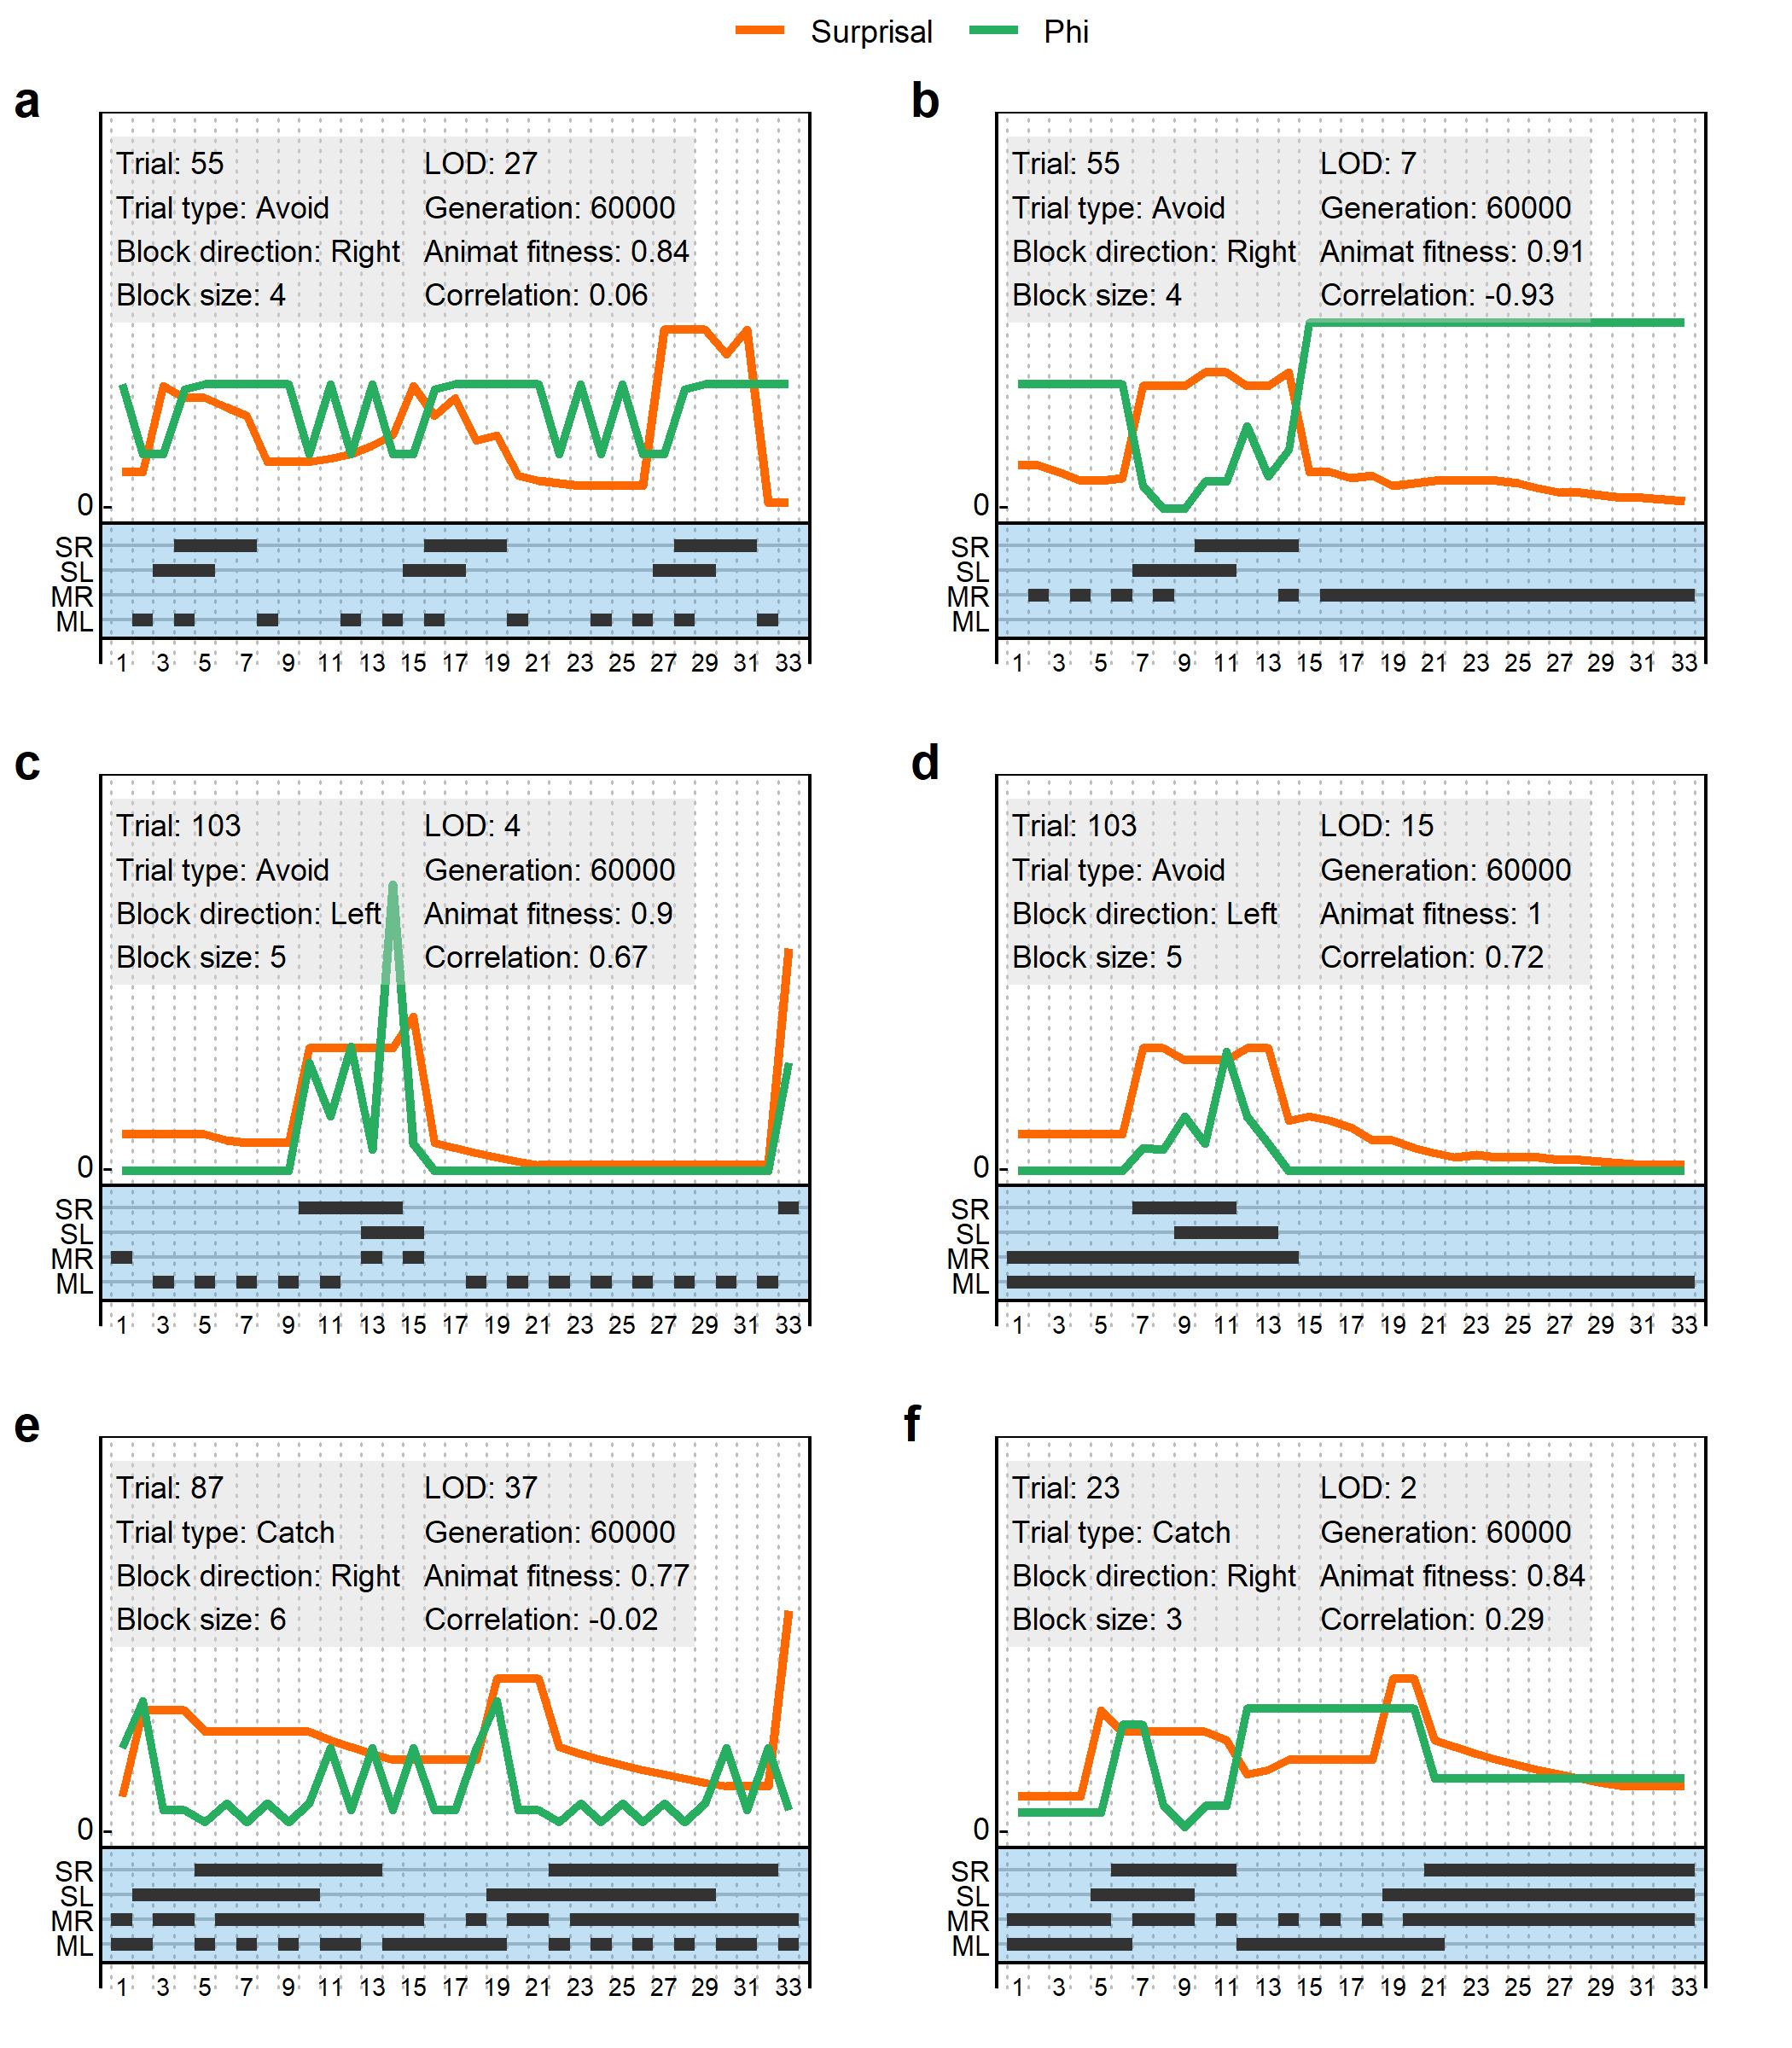 Surprisal Phi
a
Trial: 55 LOD: 27
Trial type: Avoid Generation: 60000
Block direction: Right Animat fitness: 0.84
Block size: 4 Correlation: 0.06
0
SR
SL
MR
ML
1 3 5 7 9 11 13 15 17 19 21 23 25 27 29 31 33
b
Trial: 55 LOD: 7
Trial type: Avoid Generation: 60000
Block direction: Right Animat fitness: 0.91
Block size: 4 Correlation: -0.93
0
SR
SL
MR
ML
1 3 5 7 9 11 13 15 17 19 21 23 25 27 29 31 33
c
Trial: 103 LOD: 4
Trial type: Avoid Generation: 60000
Block direction: Left Animat fitness: 0.9
Block size: 5 Correlation: 0.67
0
SR
SL
MR
ML
1 3 5 7 9 11 13 15 17 19 21 23 25 27 29 31 33
d
Trial: 103 LOD: 15
Trial type: Avoid Generation: 60000
Block direction: Left Animat fitness: 1
Block size: 5 Correlation: 0.72
0
SR
SL
MR
ML
1 3 5 7 9 11 13 15 17 19 21 23 25 27 29 31 33
e
Trial: 87 LOD: 37
Trial type: Catch Generation: 60000
Block direction: Right Animat fitness: 0.77
Block size: 6 Correlation: -0.02
0
SR
SL
MR
ML
1 3 5 7 9 11 13 15 17 19 21 23 25 27 29 31 33
f
Trial: 23 LOD: 2
Trial type: Catch Generation: 60000
Block direction: Right Animat fitness: 0.84
Block size: 3 Correlation: 0.29
0
SR
SL
MR
ML
1 3 5 7 9 11 13 15 17 19 21 23 25 27 29 31 33